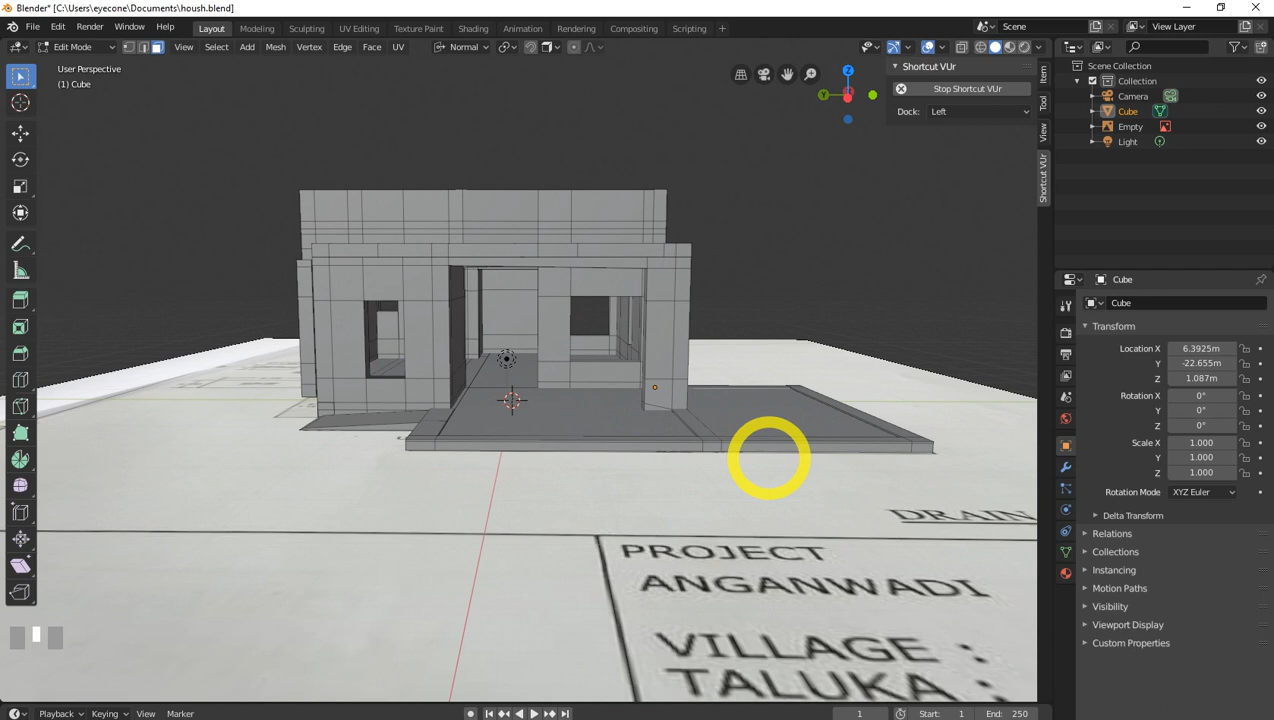 Blender* [C:\Users\eyecone\Documents\housh.blend]
File Edit Render Window Help Layout Modeling Sculpting UV Editing Texture Paint Shading Animation Rendering Compositing Scripting + Scene View Layer
Edit Mode View Select Add Mesh Vertex Edge Face UV Normal
User Perspective
(1) Cube
Shortcut VUr
Stop Shortcut VUr
Dock: Left
Item
Tool
View
Shortcut VUr
Z
Y
Scene Collection
Collection
Camera
Cube
Empty
Light
Cube
Cube
Transform
Location X 6.3925m
Y -22.655m
Z 1.087m
Rotation X 0°
Y 0°
Z 0°
Scale X 1.000
Y 1.000
Z 1.000
Rotation Mode XYZ Euler
Delta Transform
Relations
Collections
Instancing
Motion Paths
Visibility
Viewport Display
Custom Properties
DRAIN
PROJECT
ANGANWADI
VILLAGE :
TALUKA :
Playback Keying View Marker 1 Start: 1 End: 250